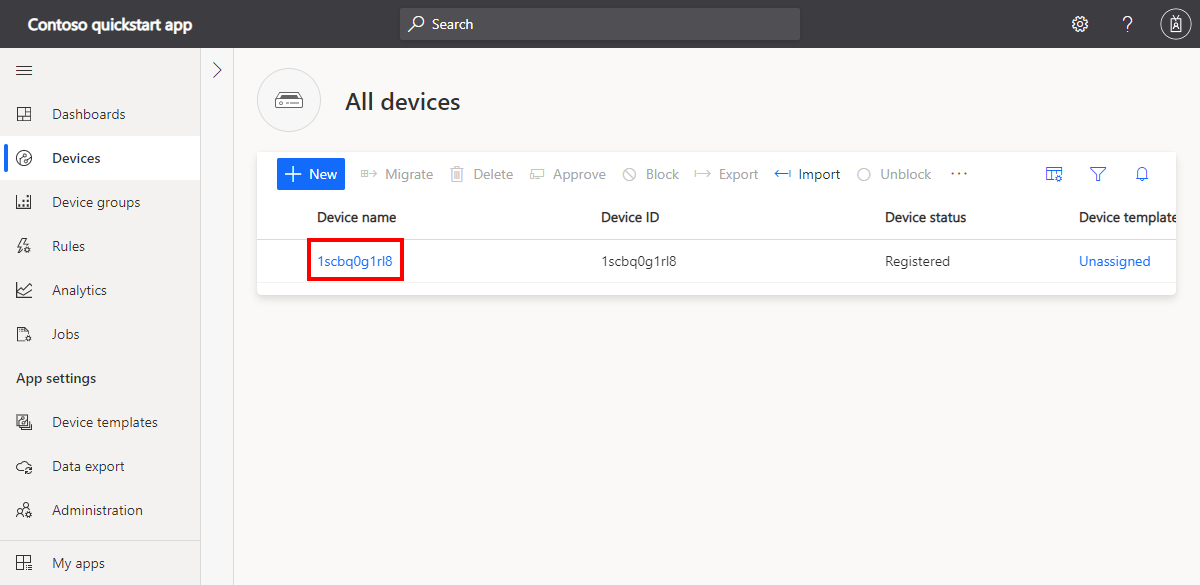 Contoso quickstart app
Search
?
Dashboards
Devices
Device groups
Rules
Analytics
Jobs
App settings
Device templates
Data export
Administration
My apps
All devices
New Migrate Delete Approve Block Export Import Unblock ...
Device name Device ID Device status Device template
1scbq0g1rl8 1scbq0g1rl8 Registered Unassigned